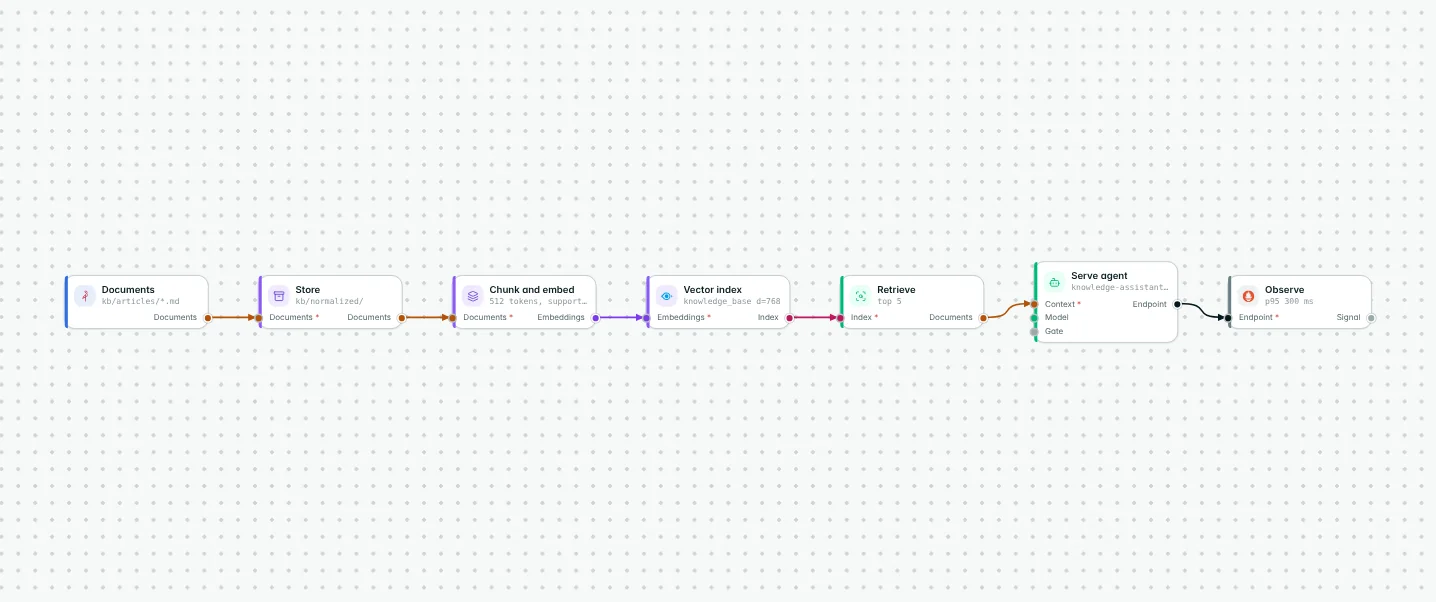 Documents
kb/articles/*.md
Documents
Store
kb/normalized/
Documents * Documents
Chunk and embed
512 tokens, support…
Documents * Embeddings
Vector index
knowledge_base d=768
Embeddings * Index
Retrieve
top 5
Index * Documents
Serve agent
knowledge-assistant…
Context * Endpoint
Model
Gate
Observe
p95 300 ms
Endpoint * Signal